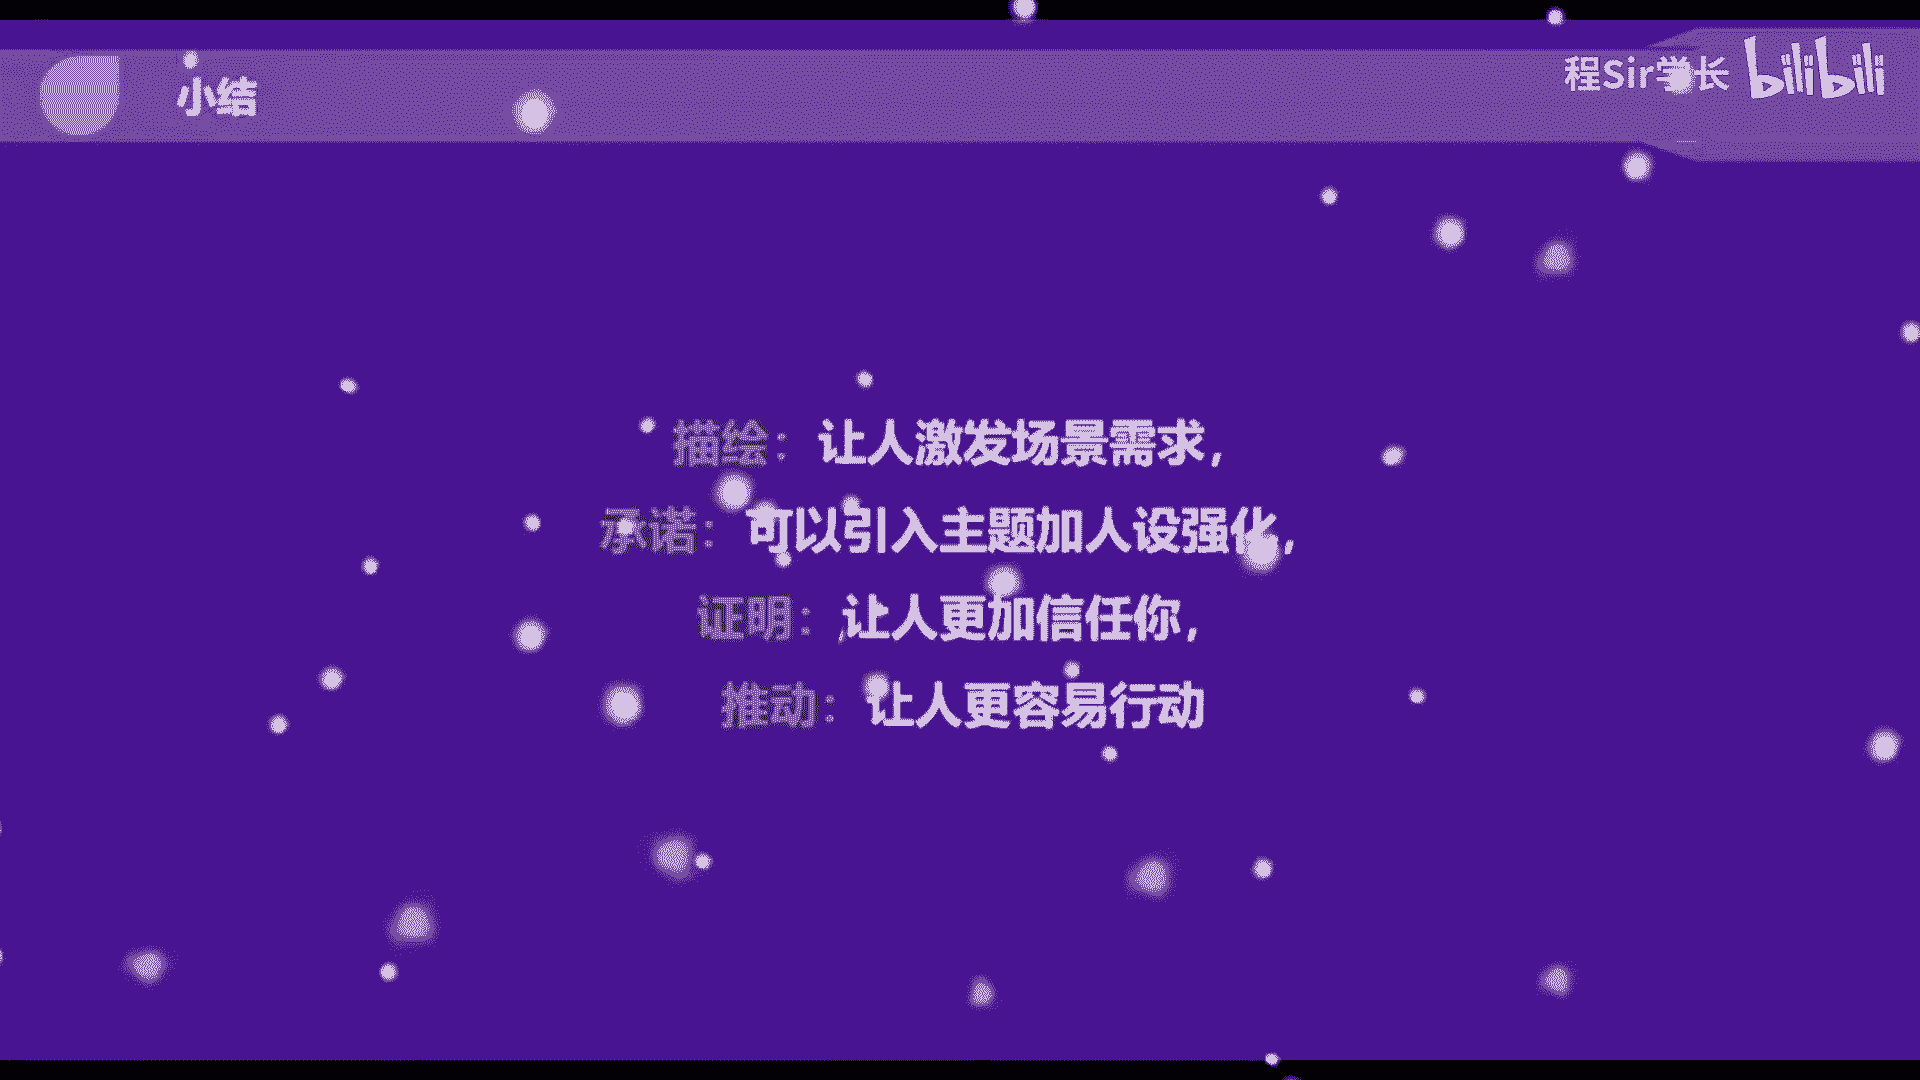 小结
程Sir学长 bilibili
描绘：让人激发场景需求，
承诺：可以引入主题加人设强化，
证明：让人更加信任你，
推动：让人更容易行动